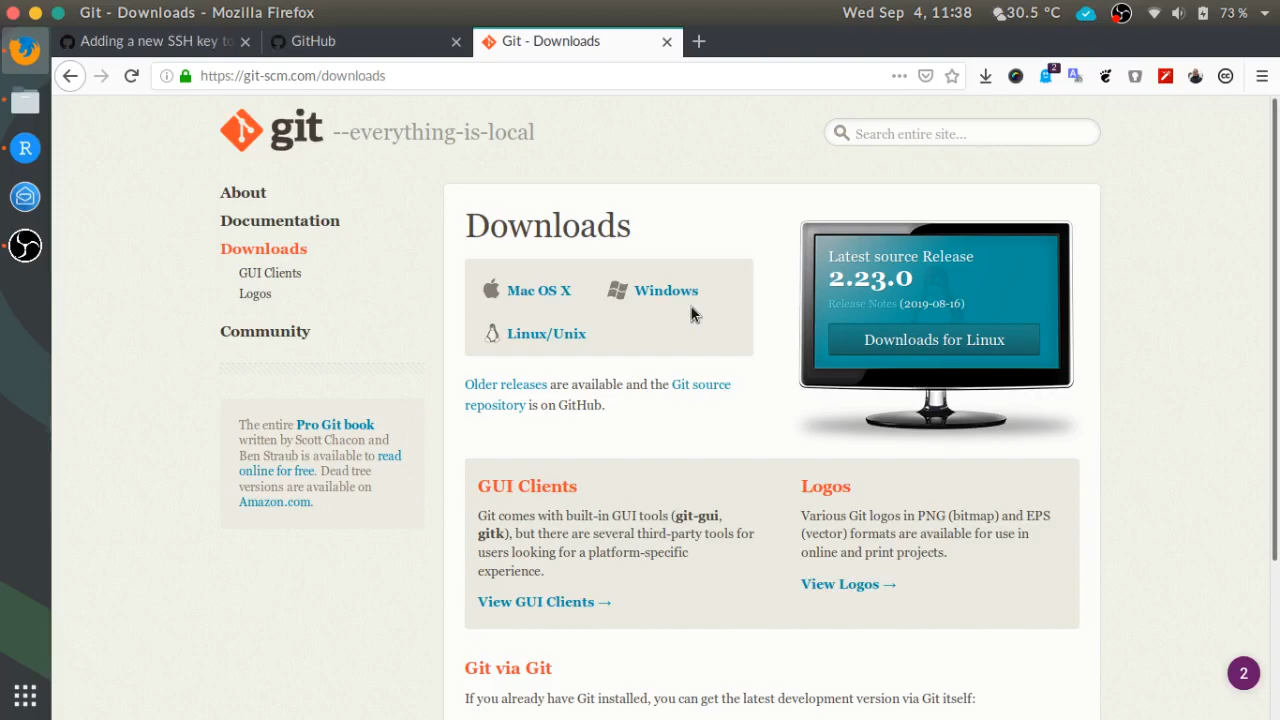 Git - Downloads - Mozilla Firefox
Wed Sep 4, 11:38
30.5 °C
73 %
Adding a new SSH key to
GitHub
Git - Downloads
https://git-scm.com/downloads
2
git --everything-is-local
Search entire site...
About
Documentation
Downloads
GUI Clients
Logos
Community
The entire Pro Git book
written by Scott Chacon and
Ben Straub is available to read
online for free. Dead tree
versions are available on
Amazon.com.
Downloads
Mac OS X
Windows
Linux/Unix
Older releases are available and the Git source
repository is on GitHub.
Latest source Release
2.23.0
Release Notes (2019-08-16)
Downloads for Linux
GUI Clients
Git comes with built-in GUI tools (git-gui,
gitk), but there are several third-party tools for
users looking for a platform-specific
experience.
View GUI Clients →
Logos
Various Git logos in PNG (bitmap) and EPS
(vector) formats are available for use in
online and print projects.
View Logos →
Git via Git
If you already have Git installed, you can get the latest development version via Git itself:
R
2